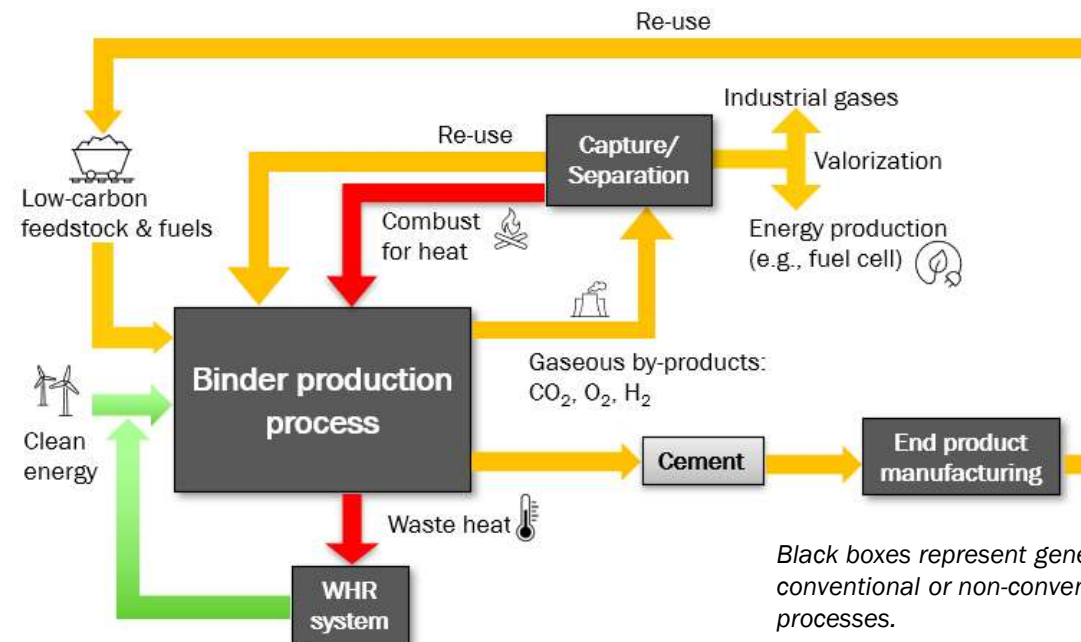 Re-use
Industrial gases
Re-use
Capture/
Separation
Valorization
Low-carbon
feedstock & fuels
Combust
for heat
Energy production
(e.g., fuel cell)
Binder production
process
Gaseous by-products:
CO₂, O₂, H₂
Clean
energy
Cement
End product
manufacturing
Waste heat
WHR
system
Black boxes represent gene
conventional or non-conver
processes.